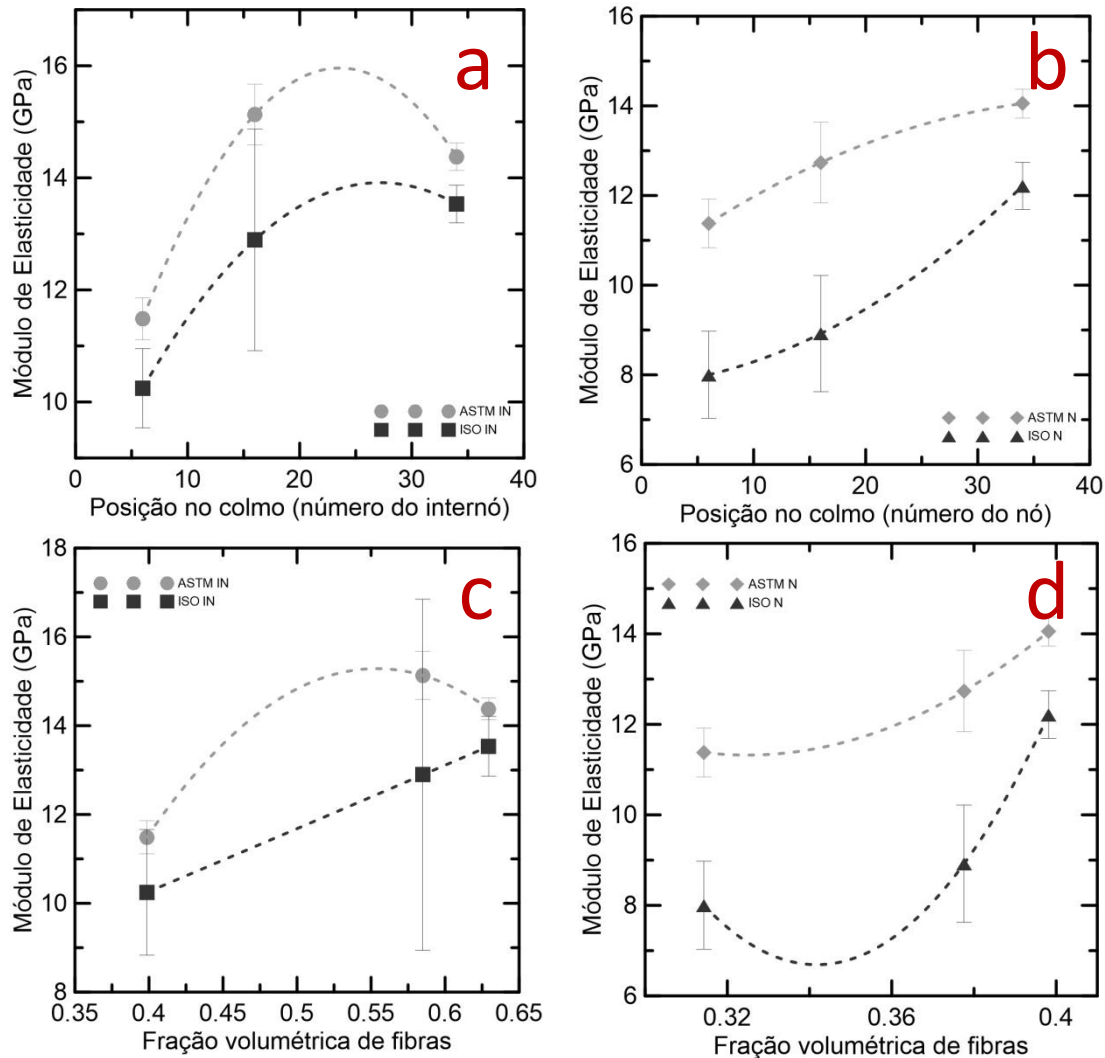 a
Módulo de Elasticidade (GPa)
16
14
12
10
ASTM IN
ISO IN
0
10
20
30
40
Posição no colmo (número do internó)
b
Módulo de Elasticidade (GPa)
16
14
12
10
8
6
ASTM N
ISO N
0
10
20
30
40
Posição no colmo (número do nó)
c
Módulo de Elasticidade (GPa)
18
16
14
12
10
8
ASTM IN
ISO IN
0.35
0.4
0.45
0.5
0.55
0.6
0.65
Fração volumétrica de fibras
d
Módulo de Elasticidade (GPa)
16
14
12
10
8
6
ASTM N
ISO N
0.32
0.36
0.4
Fração volumétrica de fibras